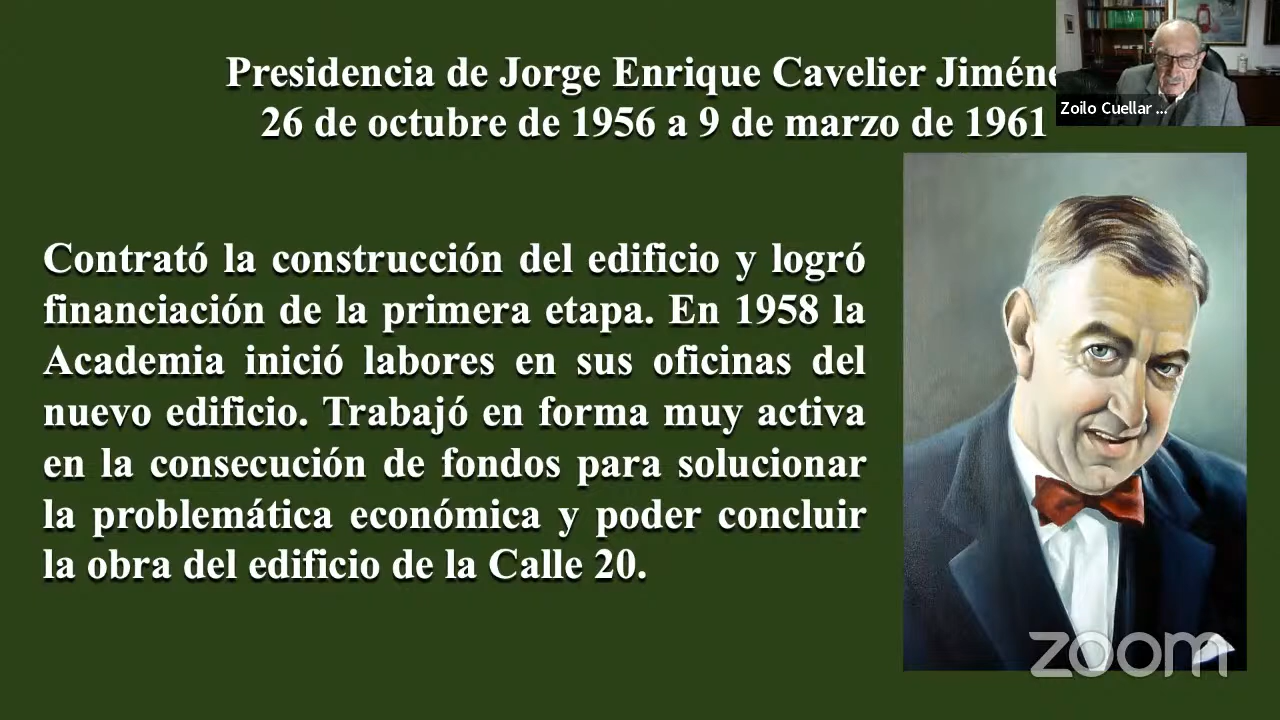 Presidencia de Jorge Enrique Cavelier Jiméne
26 de octubre de 1956 a 9 de marzo de 1961
Zoilo Cuellar ...
Contrató la construcción del edificio y logró
financiación de la primera etapa. En 1958 la
Academia inició labores en sus oficinas del
nuevo edificio. Trabajó en forma muy activa
en la consecución de fondos para solucionar
la problemática económica y poder concluir
la obra del edificio de la Calle 20.
zoom